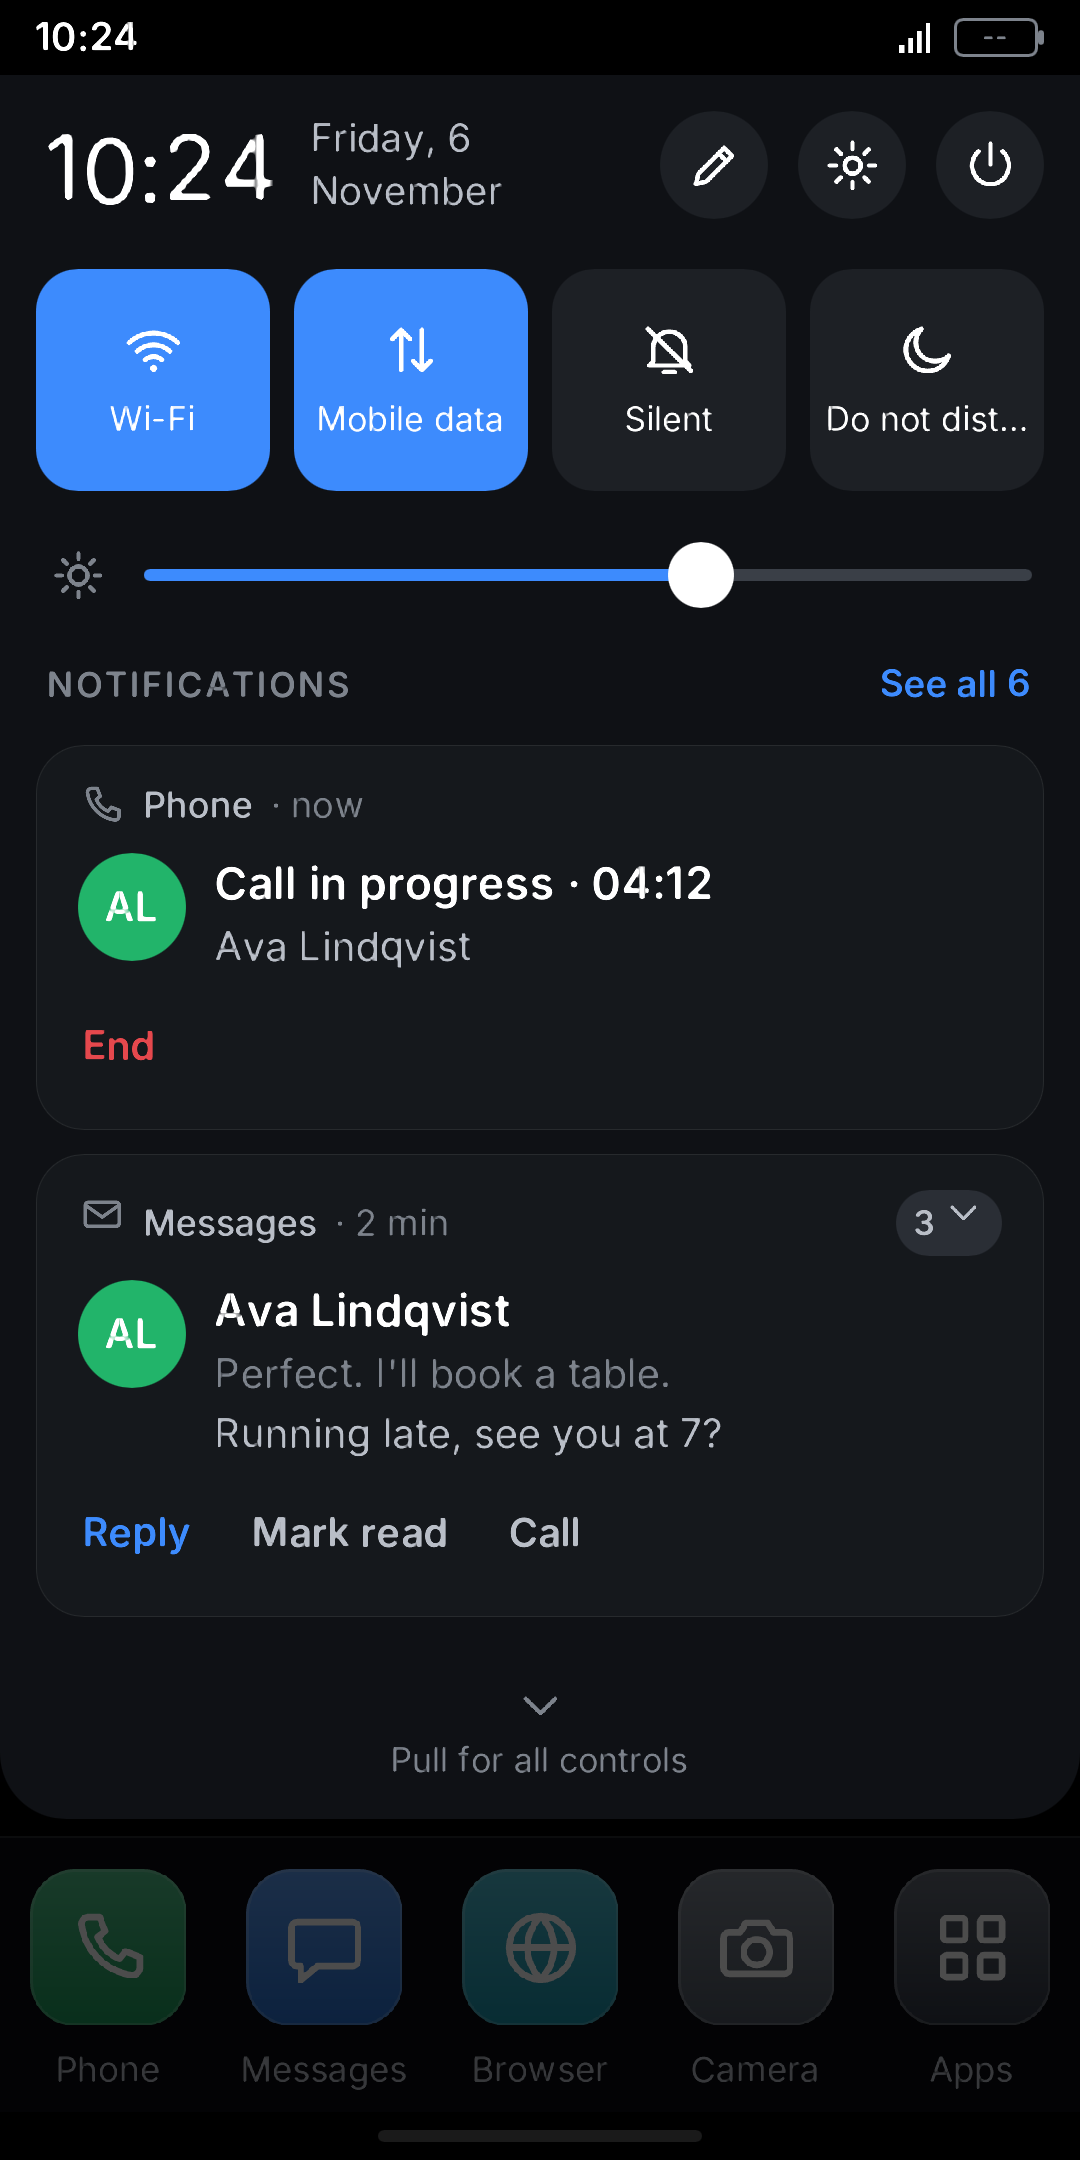 10:24
--
10:24
Friday, 6
November
Wi-Fi
Mobile data
Silent
Do not dist...
NOTIFICATIONS
See all 6
Phone · now
AL
Call in progress · 04:12
Ava Lindqvist
End
Messages · 2 min
3
AL
Ava Lindqvist
Perfect. I'll book a table.
Running late, see you at 7?
Reply Mark read Call
Pull for all controls
Phone Messages Browser Camera Apps